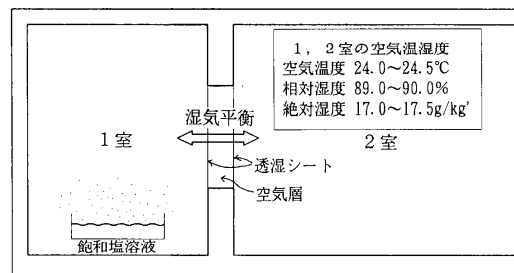 1, 2室の空気温湿度
空気温度 24.0～24.5℃
相対湿度 89.0～90.0%
絶対湿度 17.0～17.5g/kg'
湿気平衡
1室
2室
透湿シート
空気層
飽和塩溶液